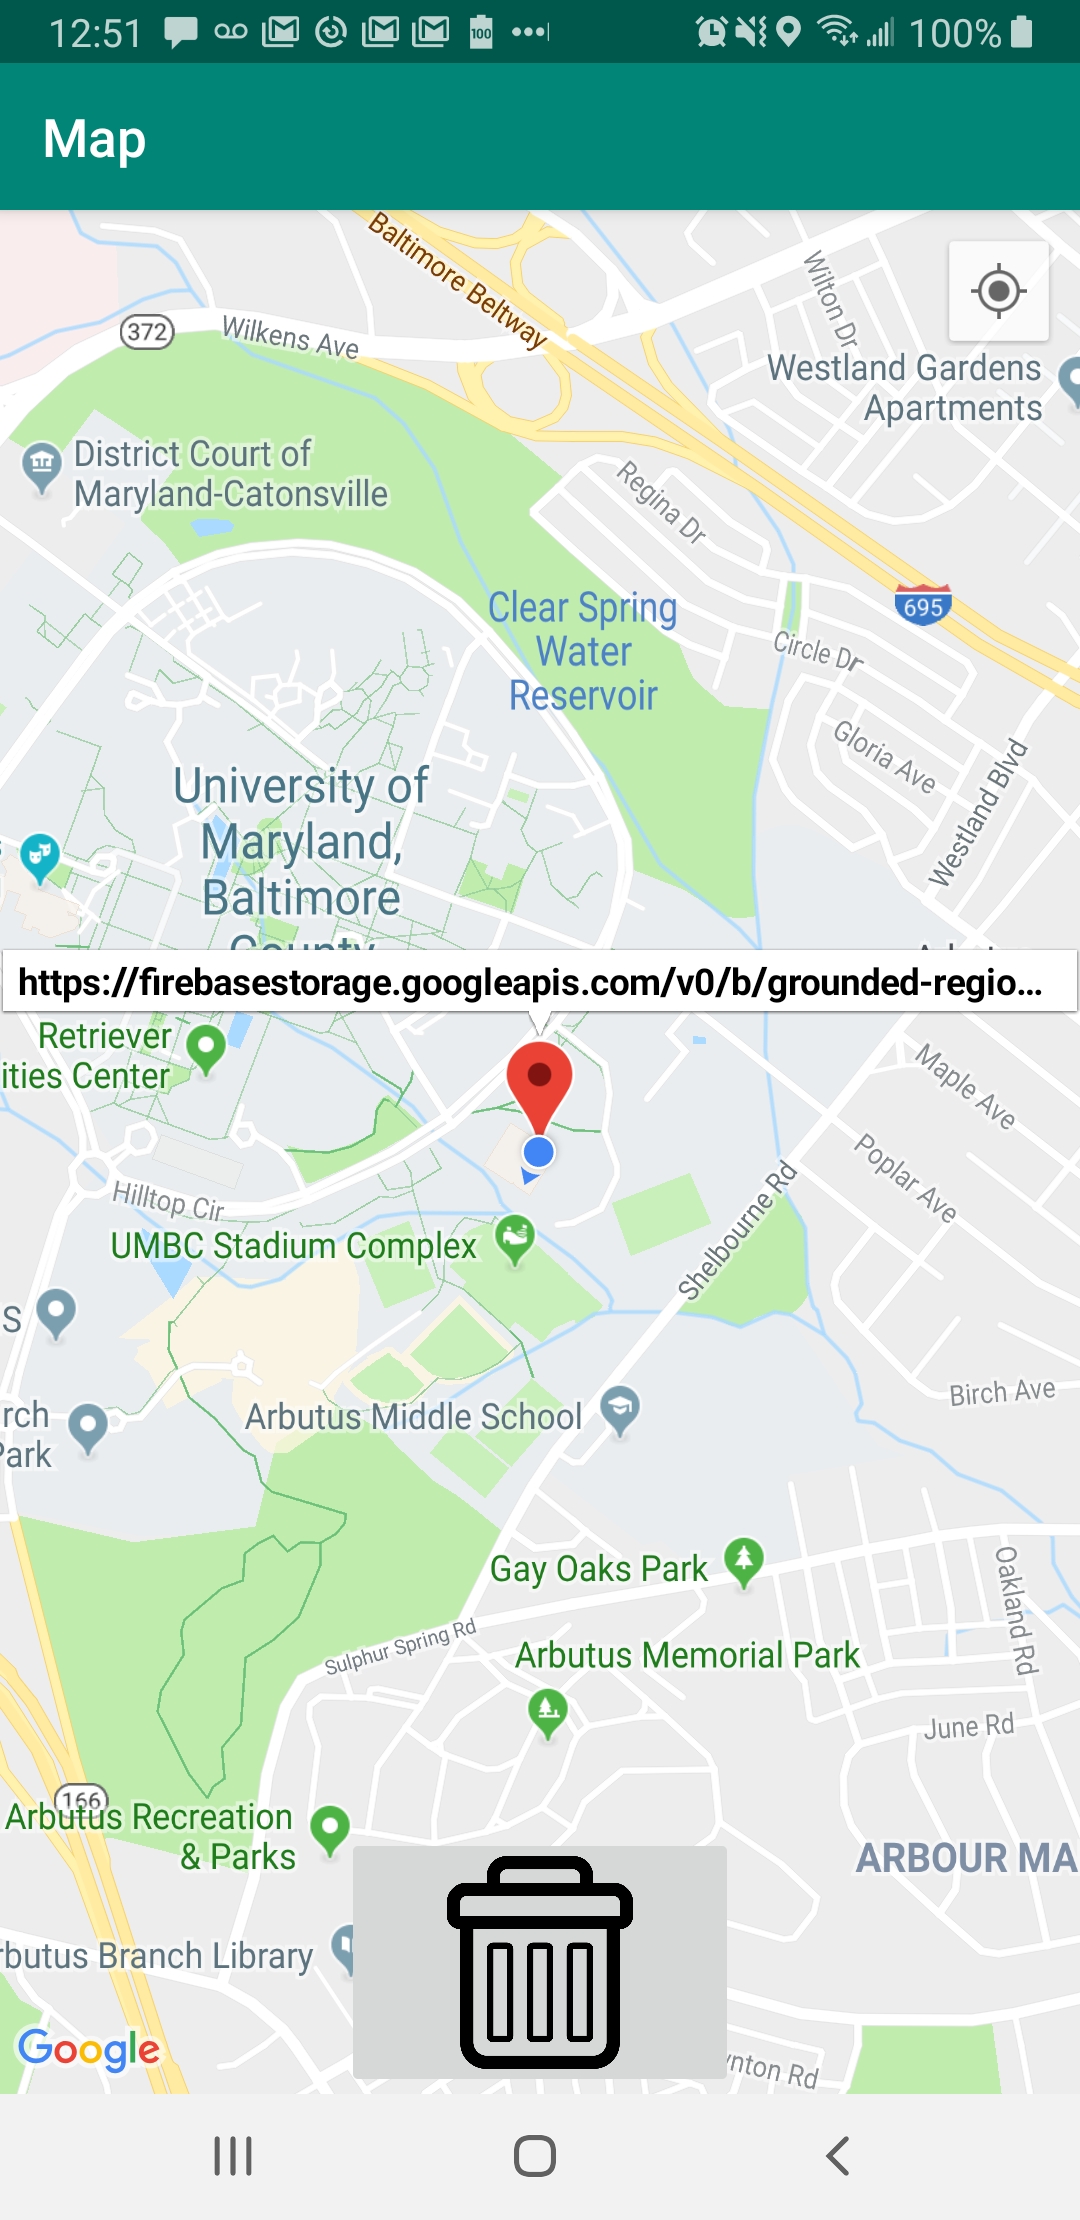 12:51
100
100%
Map
Baltimore Beltway
Wilton Dr
372
Wilkens Ave
Westland Gardens
Apartments
District Court of
Maryland-Catonsville
Regina Dr
Clear Spring
Water
Reservoir
695
Circle Dr
Gloria Ave
Westland Blvd
University of
Maryland,
Baltimore
County
https://firebasestorage.googleapis.com/v0/b/grounded-regio...
Retriever
ities Center
Maple Ave
Poplar Ave
Hilltop Cir
Shelbourne Rd
UMBC Stadium Complex
S
Birch Ave
rch
Park
Arbutus Middle School
Gay Oaks Park
Oakland Rd
Sulphur Spring Rd
Arbutus Memorial Park
June Rd
166
Arbutus Recreation
& Parks
ARBOUR MA
rbutus Branch Library
Google
ynton Rd